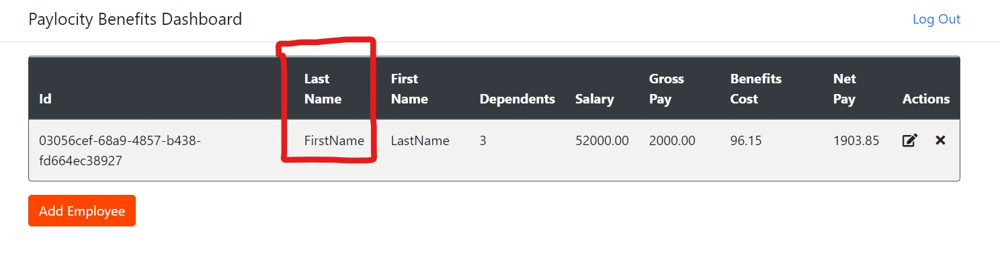 Paylocity Benefits Dashboard Log Out
Last First Gross Benefits Net
Id Name Name Dependents Salary Pay Cost Pay Actions
03056cef-68a9-4857-b438- FirstName LastName 3 52000.00 2000.00 96.15 1903.85
fd664ec38927
Add Employee